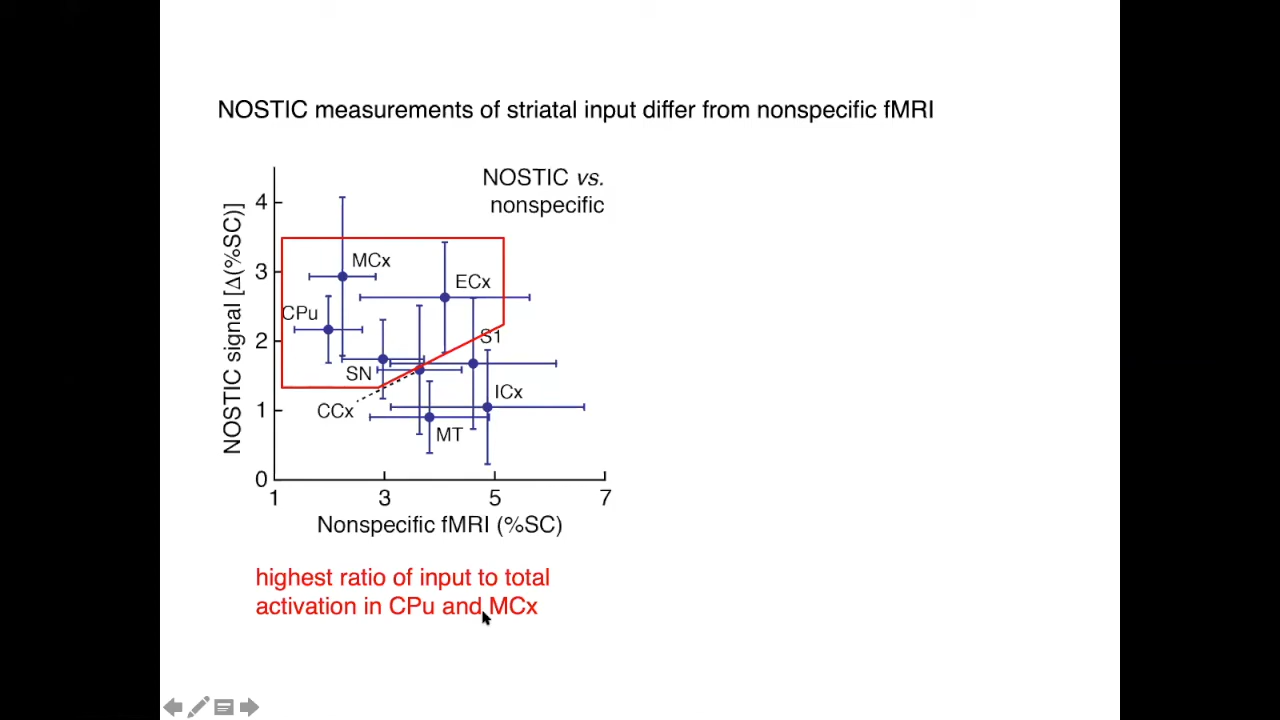 NOSTIC measurements of striatal input differ from nonspecific fMRI
NOSTIC vs.
nonspecific
NOSTIC signal [Δ(%SC)]
4
3
2
1
0
MCx
ECx
CPu
S1
SN
ICx
CCx
MT
1 3 5 7
Nonspecific fMRI (%SC)
highest ratio of input to total
activation in CPu and MCx